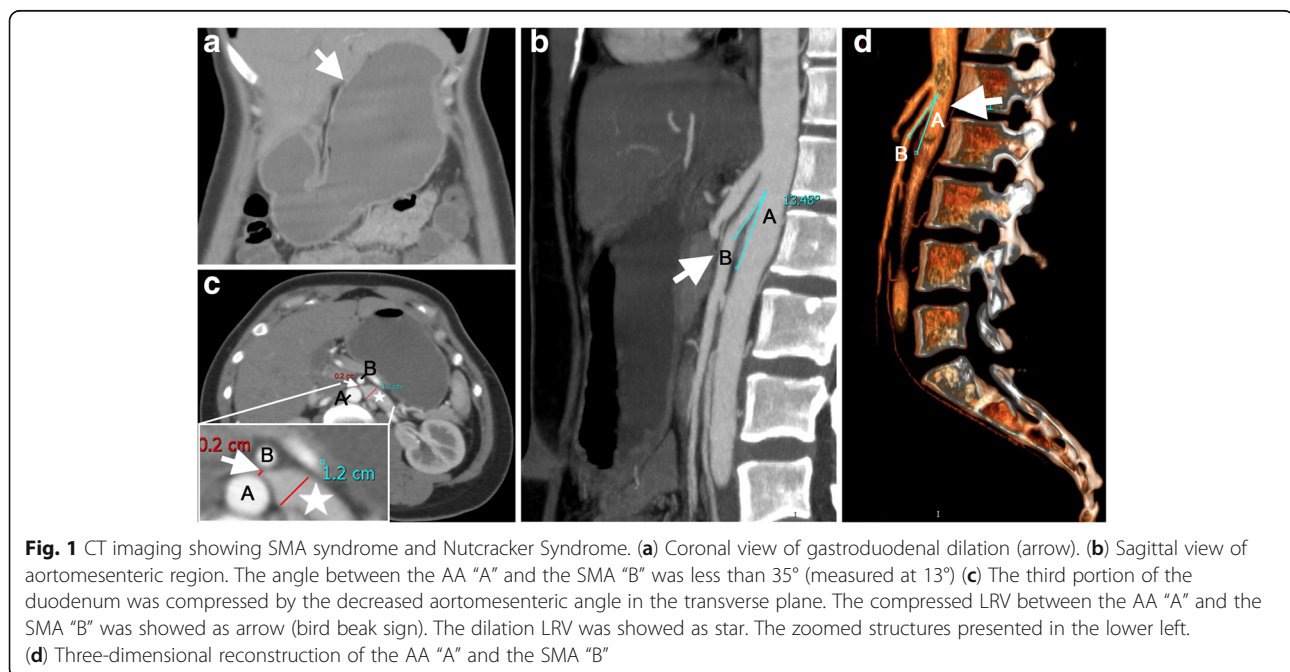 a
b
13.48°
A
B
d
A
B
c
0.2 cm
B
1.2 cm
A
0.2 cm
B
1.2 cm
A
Fig. 1 CT imaging showing SMA syndrome and Nutcracker Syndrome. (a) Coronal view of gastroduodenal dilation (arrow). (b) Sagittal view of
aortomesenteric region. The angle between the AA “A” and the SMA “B” was less than 35° (measured at 13°) (c) The third portion of the
duodenum was compressed by the decreased aortomesenteric angle in the transverse plane. The compressed LRV between the AA “A” and the
SMA “B” was showed as arrow (bird beak sign). The dilation LRV was showed as star. The zoomed structures presented in the lower left.
(d) Three-dimensional reconstruction of the AA “A” and the SMA “B”